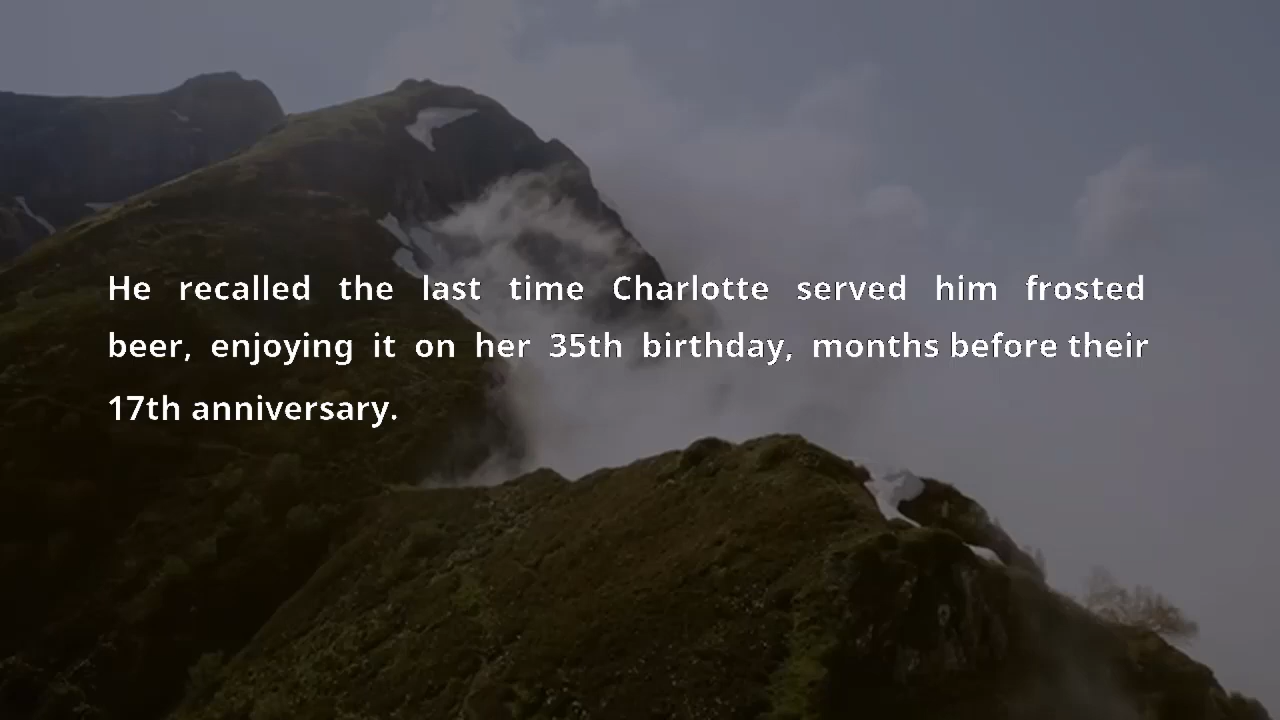 He recalled the last time Charlotte served him frosted
beer, enjoying it on her 35th birthday, months before their
17th anniversary.